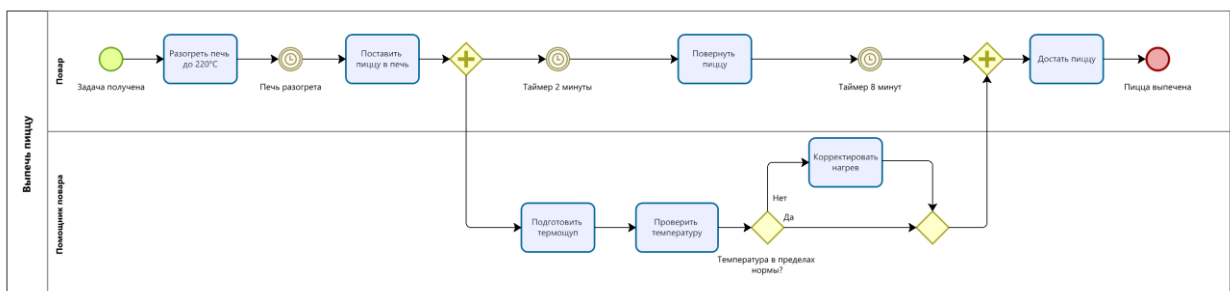 Выпечь пиццу
Повар
Задача получена
Разогреть печь
до 220°C
Печь разогрета
Поставить
пиццу в печь
Таймер 2 минуты
Повернуть
пиццу
Таймер 8 минут
Достать пиццу
Пицца выпечена
Помощник повара
Подготовить
термощуп
Проверить
температуру
Температура в пределах
нормы?
Нет
Да
Корректировать
нагрев